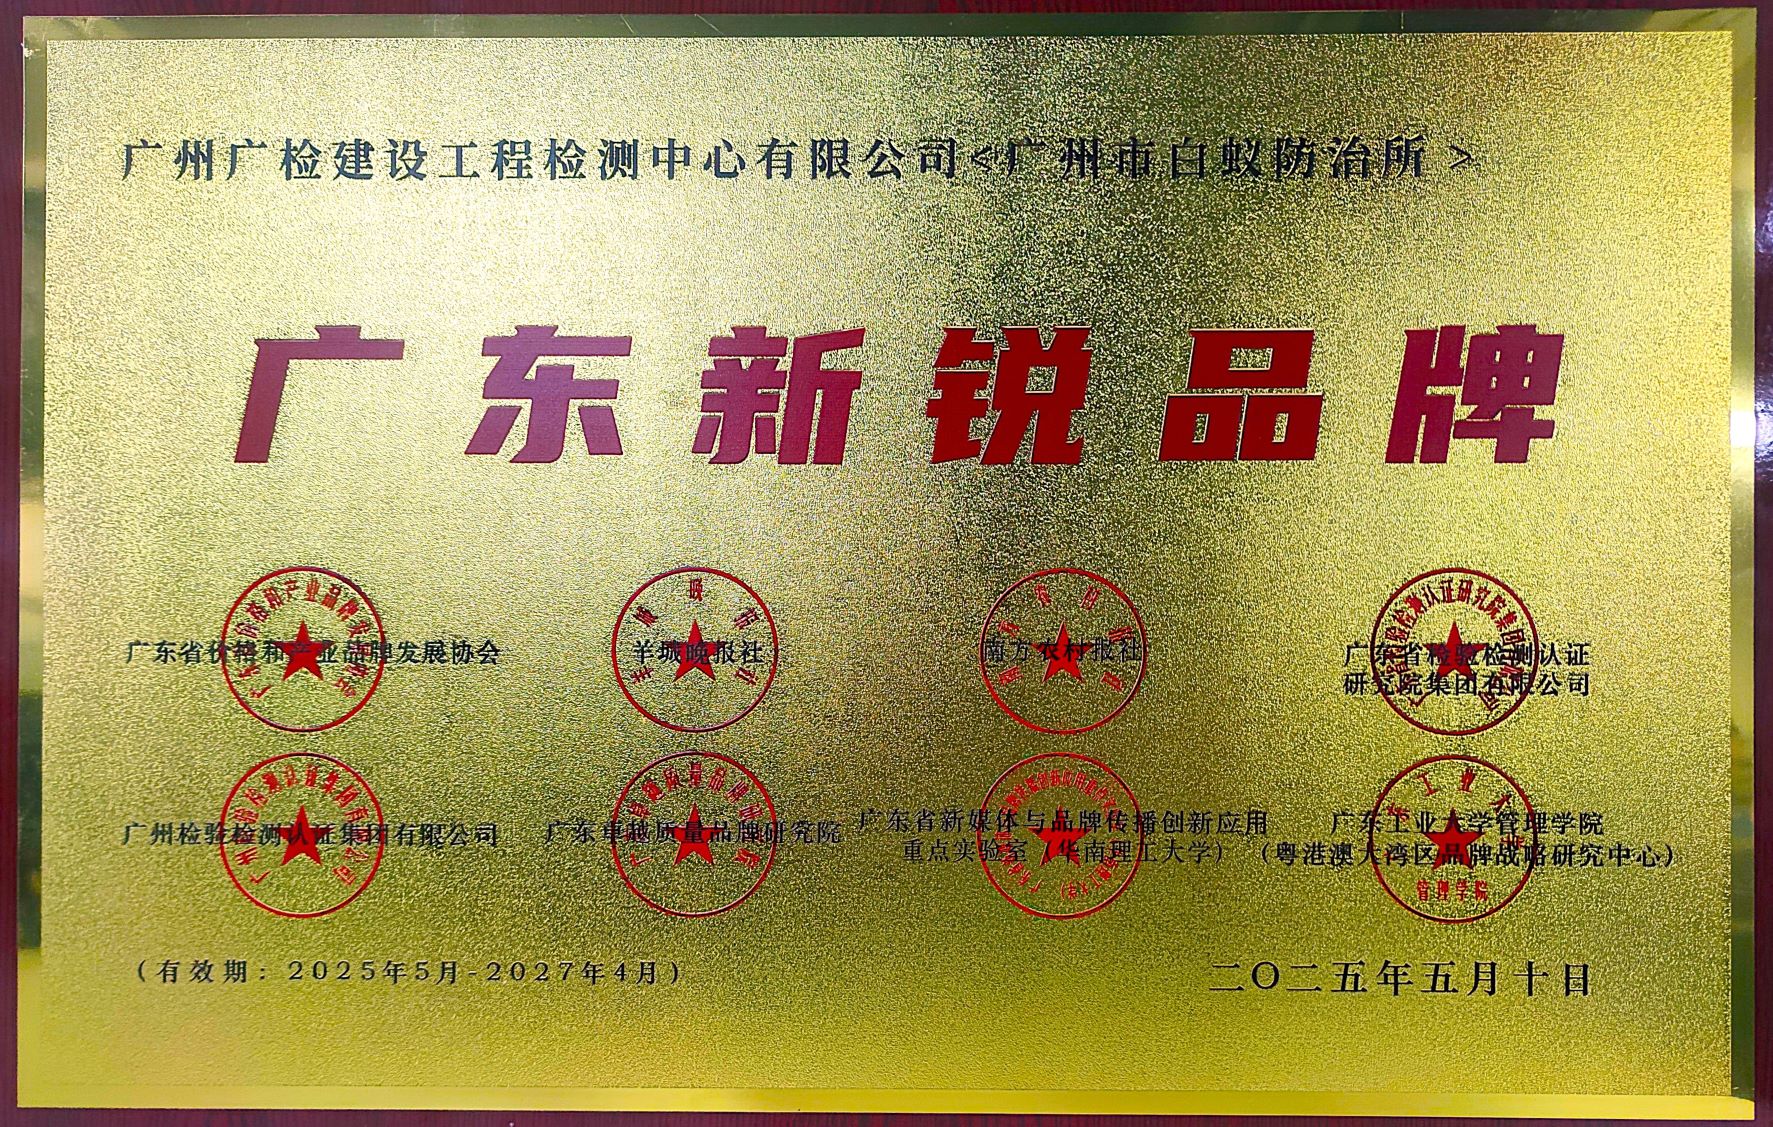 广州广检建设工程检测中心有限公司<广州市白蚁防治所 >
广东新锐品牌
广东省价格和产业品牌发展协会
羊城晚报社
南方农村报社
广东省检验检测认证
研究院集团有限公司
广州检验检测认证集团有限公司
广东卓越质量品牌研究院
广东省新媒体与品牌传播创新应用
重点实验室（华南理工大学）
广东工业大学管理学院
（粤港澳大湾区品牌战略研究中心）
管理学院
（有效期：2025年5月-2027年4月）
二〇二五年五月十日